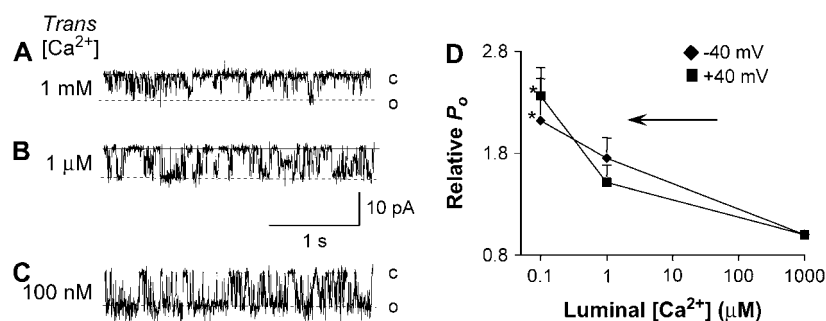 Trans
[Ca²⁺]
A
1 mM
c
o
B
1 μM
10 pA
1 s
C
100 nM
c
o
D
2.8
1.8
0.8
Relative Pₒ
-40 mV
+40 mV
*
*
0.1
1
10
100
1000
Luminal [Ca²⁺] (μM)